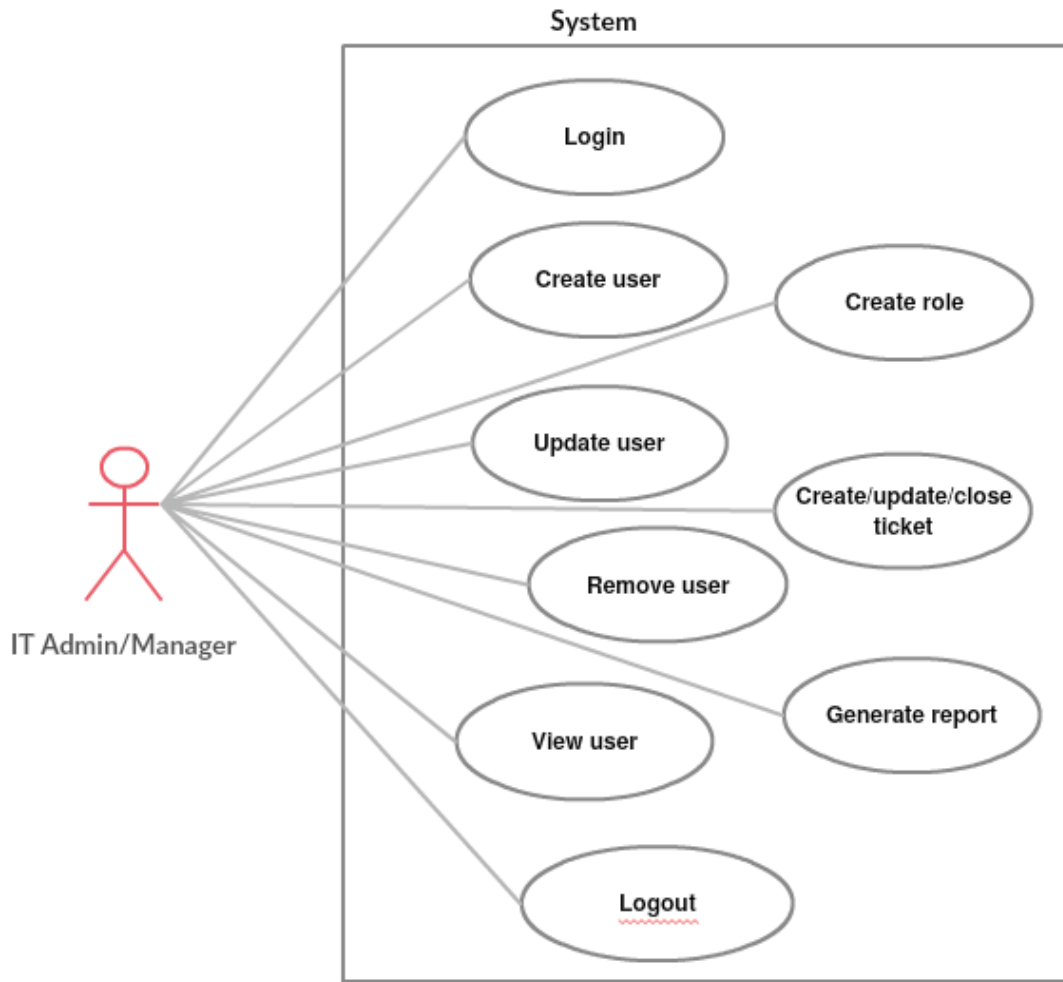 System
Login
Create user
Create role
Update user
Create/update/close
ticket
Remove user
IT Admin/Manager
Generate report
View user
Logout